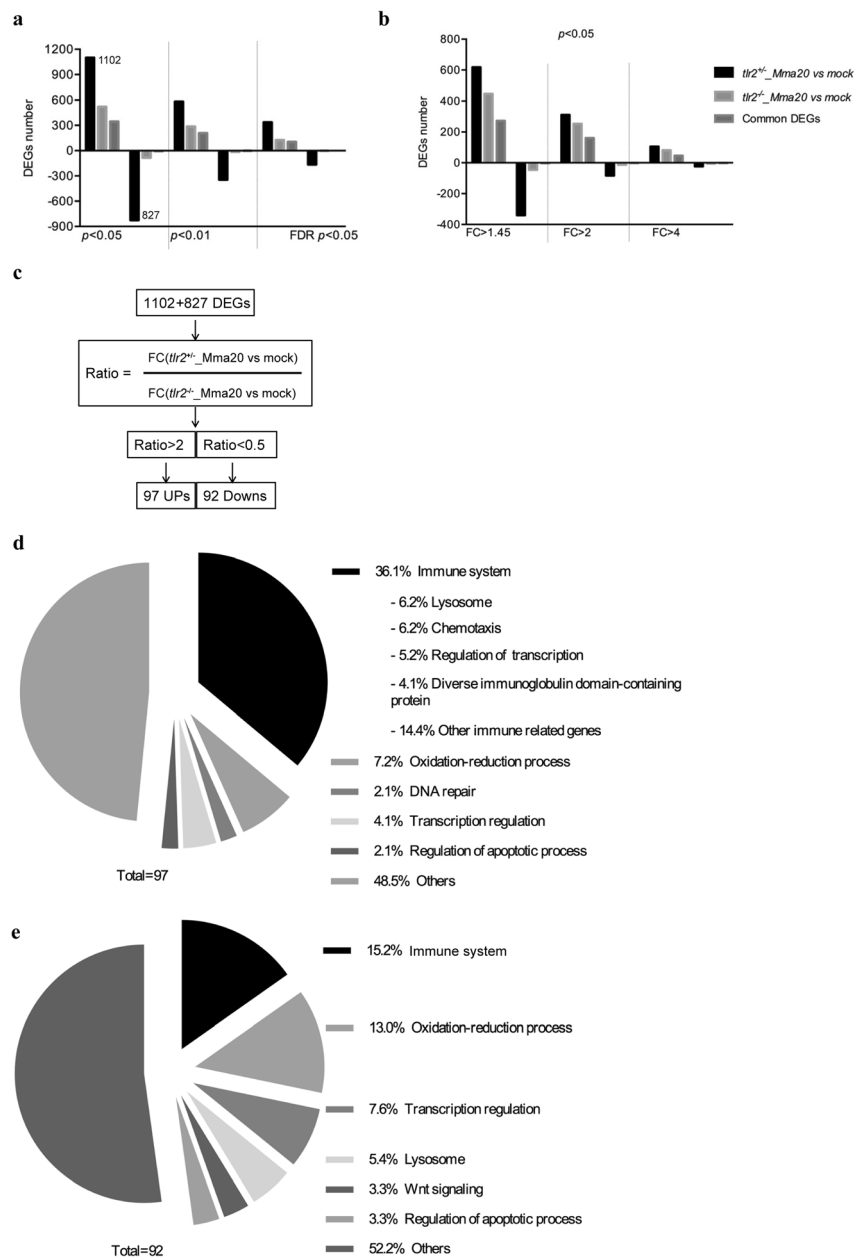 a
1200
900
600
300
0
-300
-600
-900
DEGs number
1102
827
p<0.05
p<0.01
FDR p<0.05
b
800
600
400
200
0
-200
-400
DEGs number
p<0.05
FC>1.45
FC>2
FC>4
tlr2+/-_Mma20 vs mock
tlr2-/-_Mma20 vs mock
Common DEGs
c
1102+827 DEGs
Ratio =
FC(tlr2+/-_Mma20 vs mock)
FC(tlr2-/-_Mma20 vs mock)
Ratio>2
Ratio<0.5
97 UPs
92 Downs
d
36.1% Immune system
- 6.2% Lysosome
- 6.2% Chemotaxis
- 5.2% Regulation of transcription
- 4.1% Diverse immunoglobulin domain-containing
protein
- 14.4% Other immune related genes
7.2% Oxidation-reduction process
2.1% DNA repair
4.1% Transcription regulation
2.1% Regulation of apoptotic process
48.5% Others
Total=97
e
15.2% Immune system
13.0% Oxidation-reduction process
7.6% Transcription regulation
5.4% Lysosome
3.3% Wnt signaling
3.3% Regulation of apoptotic process
52.2% Others
Total=92